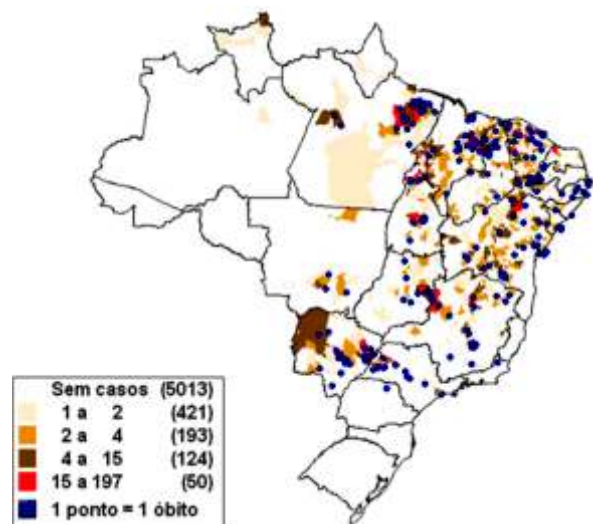 Sem casos (5013)
1 a 2 (421)
2 a 4 (193)
4 a 15 (124)
15 a 197 (50)
1 ponto = 1 óbito